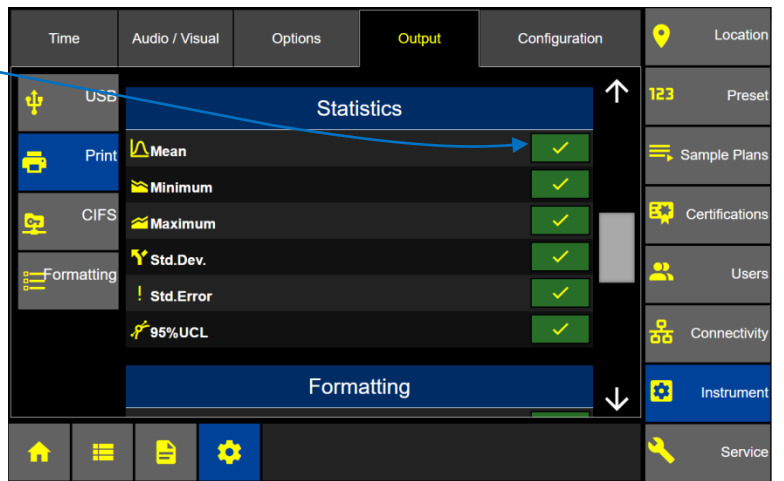 Time
Audio / Visual
Options
Output
Configuration
USB
Print
CIFS
Formatting
Statistics
Mean
Minimum
Maximum
Std.Dev.
! Std.Error
95%UCL
Formatting
Location
123 Preset
Sample Plans
Certifications
Users
Connectivity
Instrument
Service